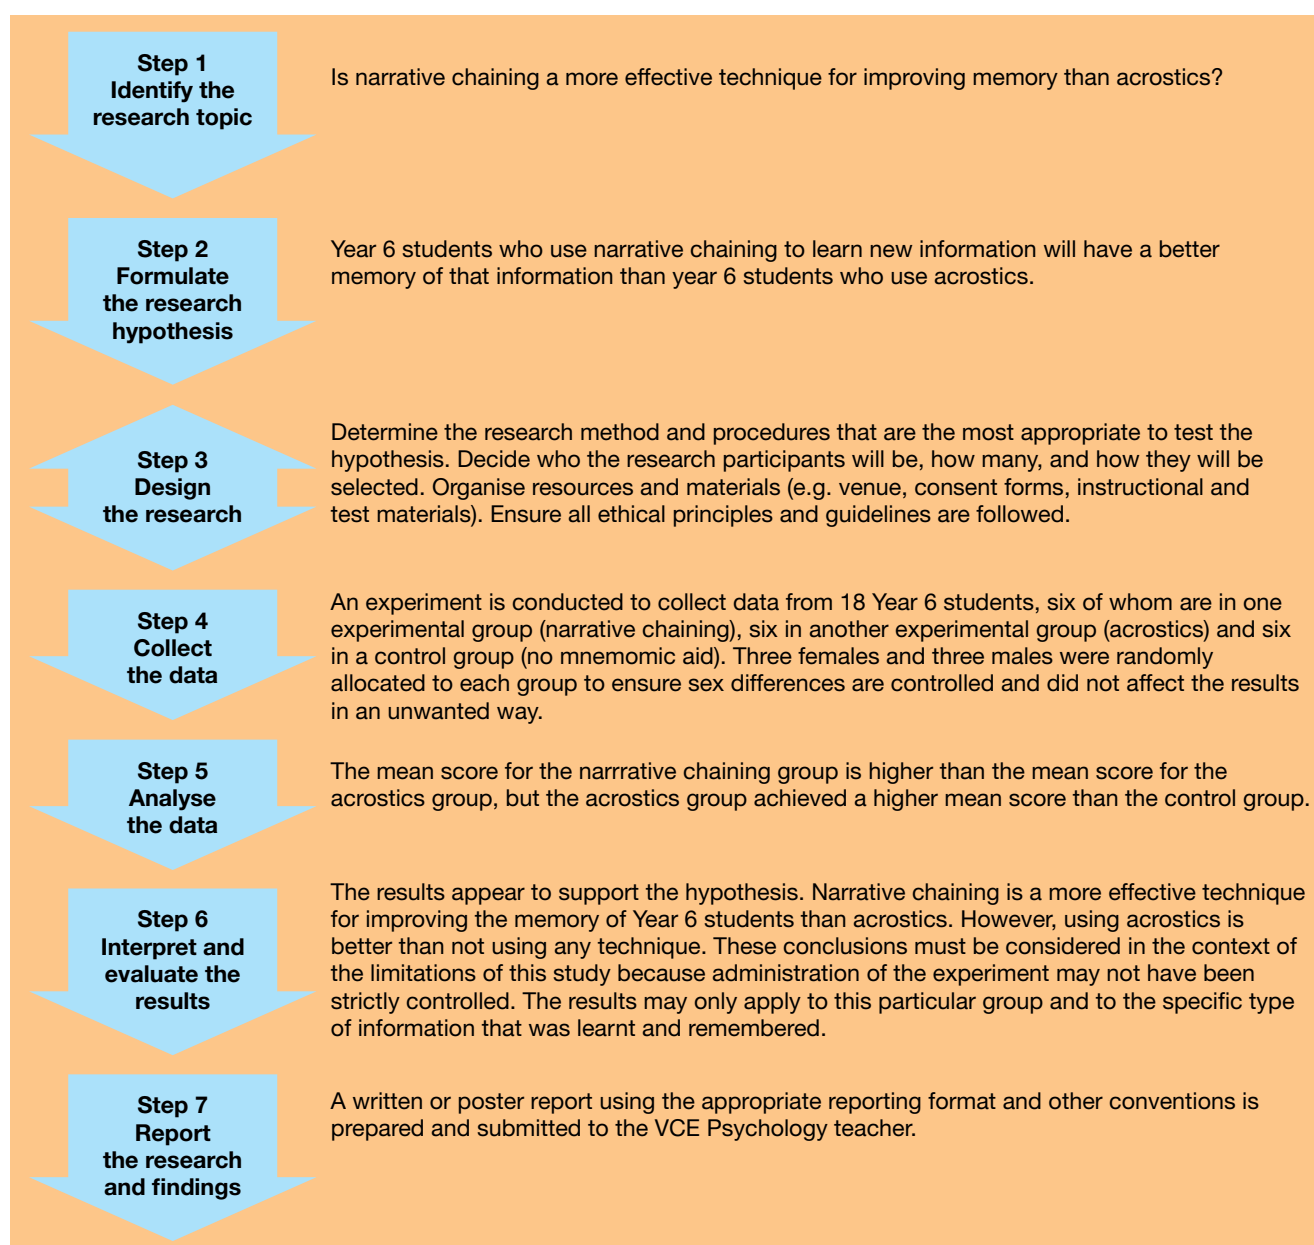 Step 1
Identify the
research topic
Is narrative chaining a more effective technique for improving memory than acrostics?
Step 2
Formulate
the research
hypothesis
Year 6 students who use narrative chaining to learn new information will have a better
memory of that information than year 6 students who use acrostics.
Step 3
Design
the research
Determine the research method and procedures that are the most appropriate to test the
hypothesis. Decide who the research participants will be, how many, and how they will be
selected. Organise resources and materials (e.g. venue, consent forms, instructional and
test materials). Ensure all ethical principles and guidelines are followed.
Step 4
Collect
the data
An experiment is conducted to collect data from 18 Year 6 students, six of whom are in one
experimental group (narrative chaining), six in another experimental group (acrostics) and six
in a control group (no mnemomic aid). Three females and three males were randomly
allocated to each group to ensure sex differences are controlled and did not affect the results
in an unwanted way.
Step 5
Analyse
the data
The mean score for the narrrative chaining group is higher than the mean score for the
acrostics group, but the acrostics group achieved a higher mean score than the control group.
Step 6
Interpret and
evaluate the
results
The results appear to support the hypothesis. Narrative chaining is a more effective technique
for improving the memory of Year 6 students than acrostics. However, using acrostics is
better than not using any technique. These conclusions must be considered in the context of
the limitations of this study because administration of the experiment may not have been
strictly controlled. The results may only apply to this particular group and to the specific type
of information that was learnt and remembered.
Step 7
Report
the research
and findings
A written or poster report using the appropriate reporting format and other conventions is
prepared and submitted to the VCE Psychology teacher.